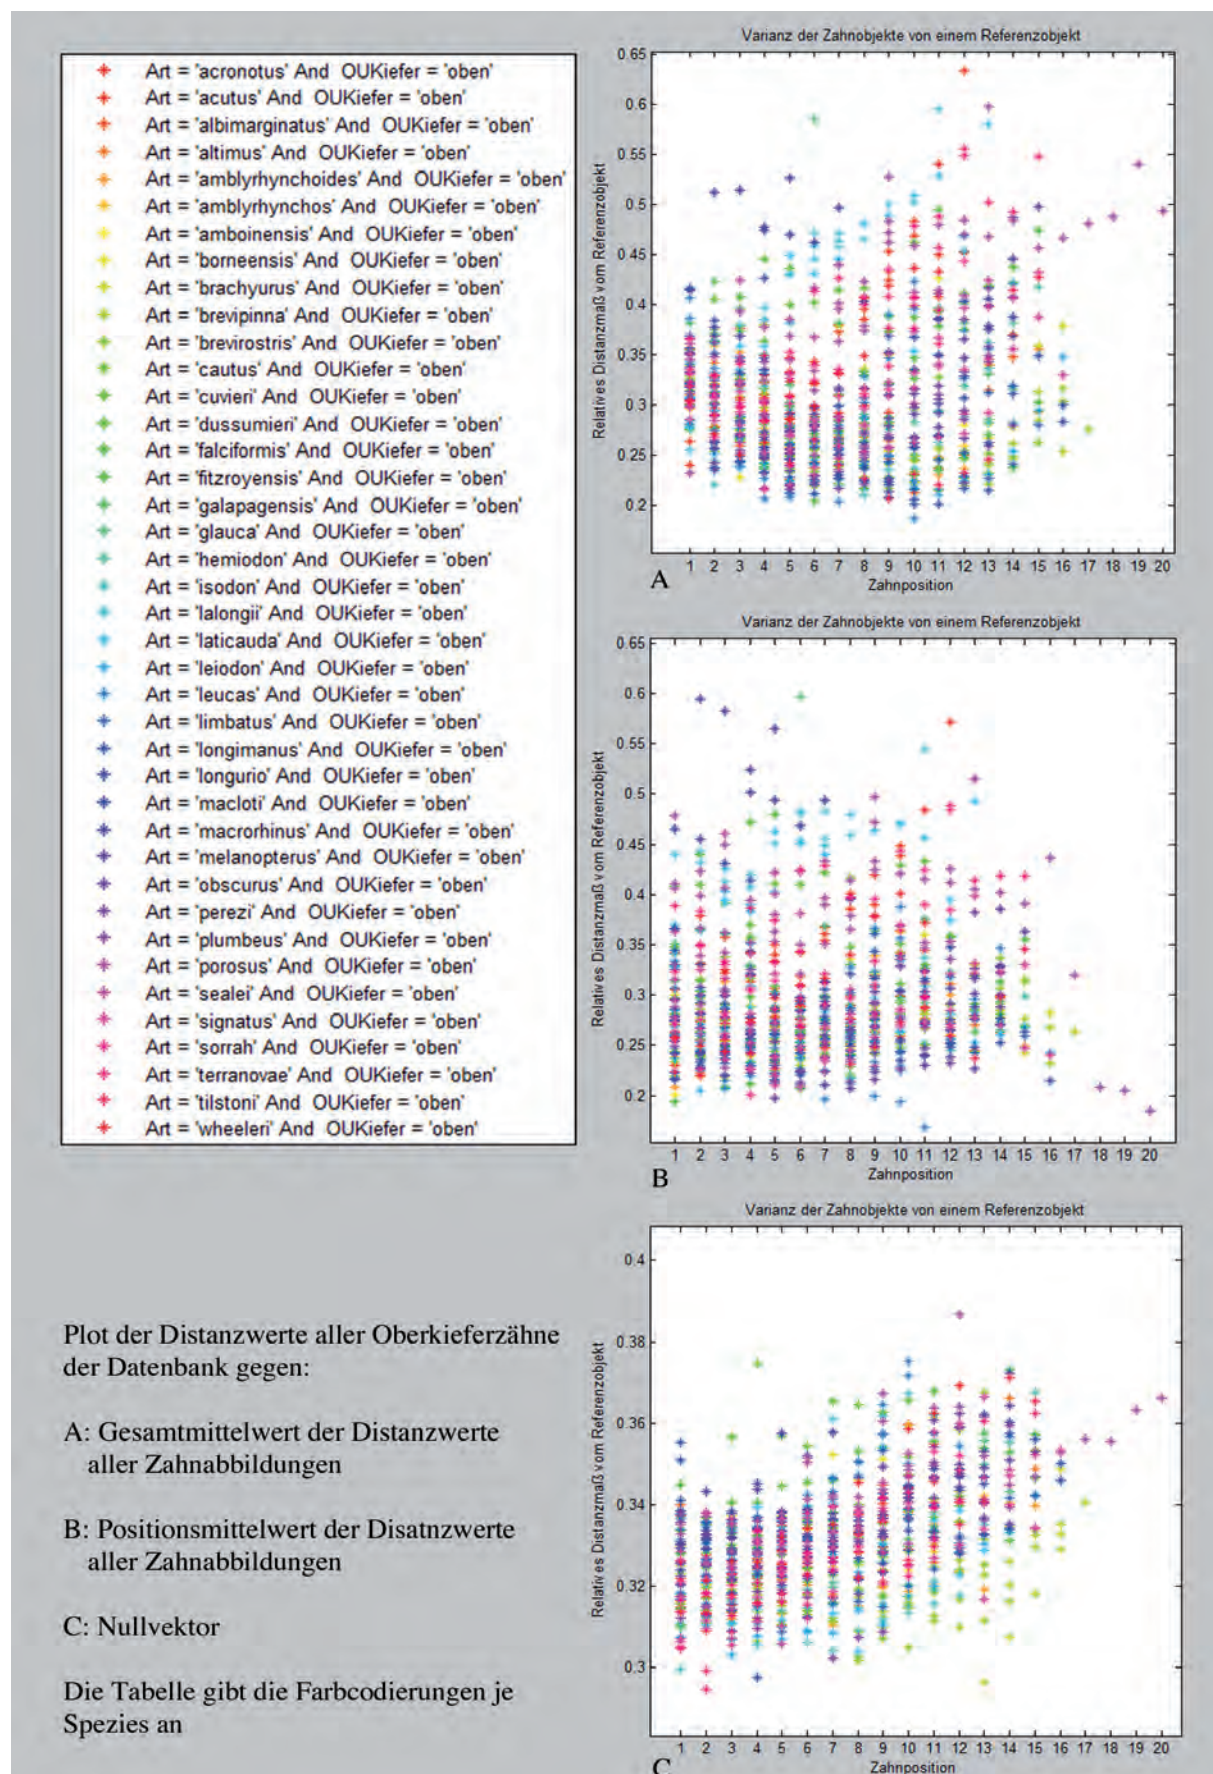 Art = 'acronotus' And OUKiefer = 'oben'
Art = 'acutus' And OUKiefer = 'oben'
Art = 'albimarginatus' And OUKiefer = 'oben'
Art = 'altimus' And OUKiefer = 'oben'
Art = 'amblyrhynchoides' And OUKiefer = 'oben'
Art = 'amblyrhynchos' And OUKiefer = 'oben'
Art = 'amboinensis' And OUKiefer = 'oben'
Art = 'borneensis' And OUKiefer = 'oben'
Art = 'brachyurus' And OUKiefer = 'oben'
Art = 'brevipinna' And OUKiefer = 'oben'
Art = 'brevirostris' And OUKiefer = 'oben'
Art = 'cautus' And OUKiefer = 'oben'
Art = 'cuvieri' And OUKiefer = 'oben'
Art = 'dussumieri' And OUKiefer = 'oben'
Art = 'falciformis' And OUKiefer = 'oben'
Art = 'fitzroyensis' And OUKiefer = 'oben'
Art = 'galapagensis' And OUKiefer = 'oben'
Art = 'glauca' And OUKiefer = 'oben'
Art = 'hemiodon' And OUKiefer = 'oben'
Art = 'isodon' And OUKiefer = 'oben'
Art = 'lalongii' And OUKiefer = 'oben'
Art = 'laticauda' And OUKiefer = 'oben'
Art = 'leiodon' And OUKiefer = 'oben'
Art = 'leucas' And OUKiefer = 'oben'
Art = 'limbatus' And OUKiefer = 'oben'
Art = 'longimanus' And OUKiefer = 'oben'
Art = 'longurio' And OUKiefer = 'oben'
Art = 'macloti' And OUKiefer = 'oben'
Art = 'macrorhinus' And OUKiefer = 'oben'
Art = 'melanopterus' And OUKiefer = 'oben'
Art = 'obscurus' And OUKiefer = 'oben'
Art = 'perezi' And OUKiefer = 'oben'
Art = 'plumbeus' And OUKiefer = 'oben'
Art = 'porosus' And OUKiefer = 'oben'
Art = 'sealei' And OUKiefer = 'oben'
Art = 'signatus' And OUKiefer = 'oben'
Art = 'sorrah' And OUKiefer = 'oben'
Art = 'terranovae' And OUKiefer = 'oben'
Art = 'tilstoni' And OUKiefer = 'oben'
Art = 'wheeleri' And OUKiefer = 'oben'
Plot der Distanzwerte aller Oberkieferzähne
der Datenbank gegen:
A: Gesamtmittelwert der Distanzwerte
aller Zahnabbildungen
B: Positionsmittelwert der Disatnzwerte
aller Zahnabbildungen
C: Nullvektor
Die Tabelle gibt die Farbcodierungen je
Spezies an
Varianz der Zahnobjekte von einem Referenzobjekt
Relatives Distanzmaß vom Referenzobjekt
0.65
0.6
0.55
0.5
0.45
0.4
0.35
0.3
0.25
0.2
1 2 3 4 5 6 7 8 9 10 11 12 13 14 15 16 17 18 19 20
Zahnposition
A
Varianz der Zahnobjekte von einem Referenzobjekt
Relatives Distanzmaß vom Referenzobjekt
0.65
0.6
0.55
0.5
0.45
0.4
0.35
0.3
0.25
0.2
1 2 3 4 5 6 7 8 9 10 11 12 13 14 15 16 17 18 19 20
Zahnposition
B
Varianz der Zahnobjekte von einem Referenzobjekt
Relatives Distanzmaß vom Referenzobjekt
0.4
0.38
0.36
0.34
0.32
0.3
1 2 3 4 5 6 7 8 9 10 11 12 13 14 15 16 17 18 19 20
Zahnposition
C